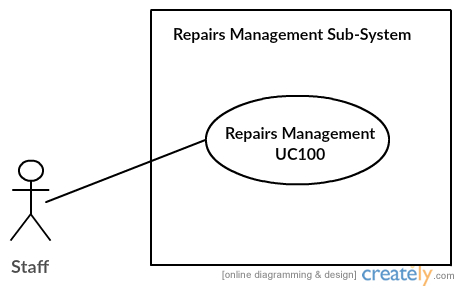 Repairs Management Sub-System
Repairs Management
UC100
Staff
[online diagramming & design] creately.com